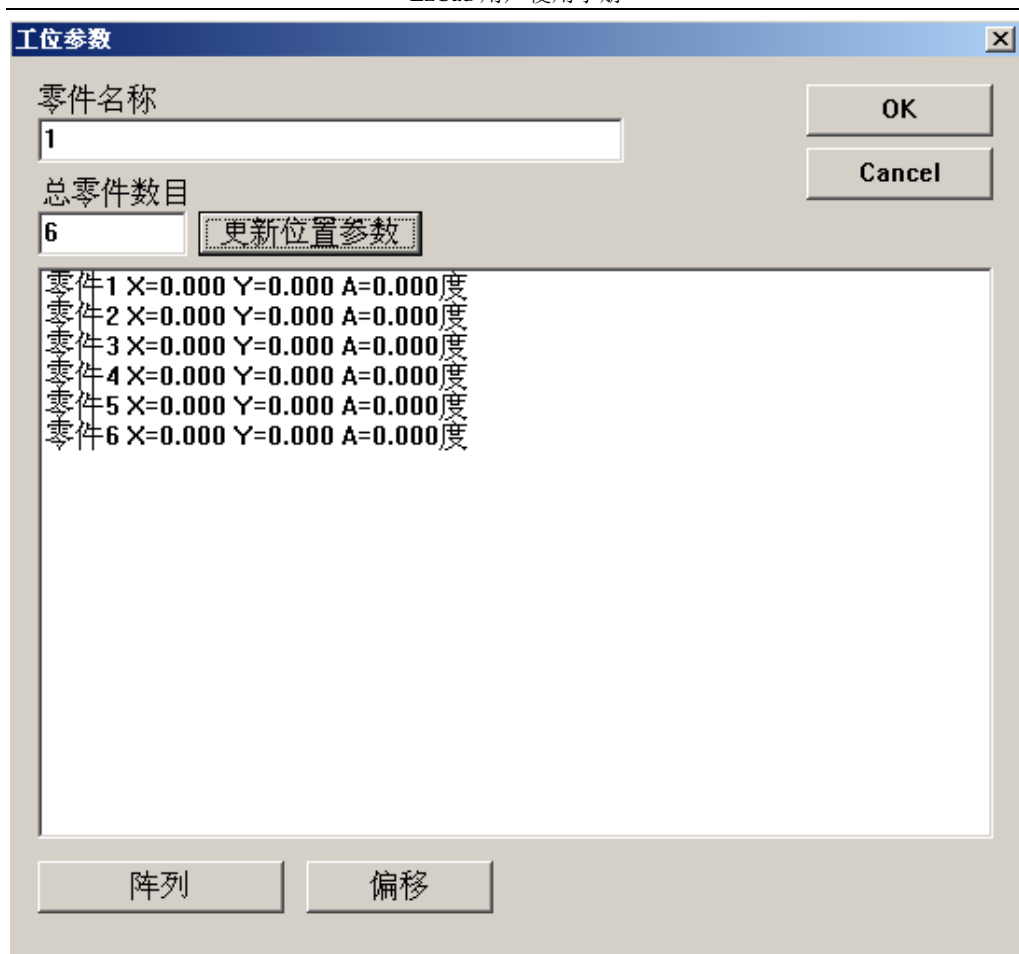 工位参数
零件名称
OK
1
Cancel
总零件数目
6
更新位置参数
零件1 X=0.000 Y=0.000 A=0.000度
零件2 X=0.000 Y=0.000 A=0.000度
零件3 X=0.000 Y=0.000 A=0.000度
零件4 X=0.000 Y=0.000 A=0.000度
零件5 X=0.000 Y=0.000 A=0.000度
零件6 X=0.000 Y=0.000 A=0.000度
阵列
偏移